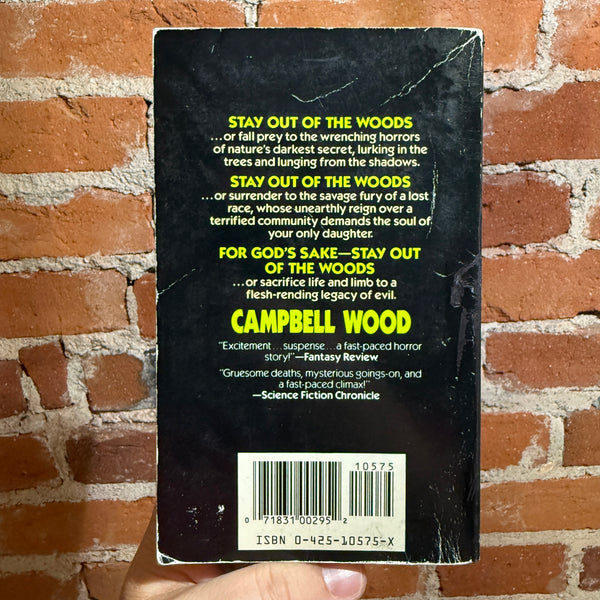 STAY OUT OF THE WOODS
...or fall prey to the wrenching horrors
of nature's darkest secret, lurking in the
trees and lunging from the shadows.
STAY OUT OF THE WOODS
...or surrender to the savage fury of a lost
race, whose unearthly reign over a
terrified community demands the soul of
your only daughter.
FOR GOD'S SAKE—STAY OUT
OF THE WOODS
...or sacrifice life and limb to a
flesh-rending legacy of evil.
CAMPBELL WOOD
"Excitement...suspense...a fast-paced horror
story!"—Fantasy Review
"Gruesome deaths, mysterious goings-on, and
a fast-paced climax!"
—Science Fiction Chronicle
10575
0 71831 00295 2
ISBN 0-425-10575-X